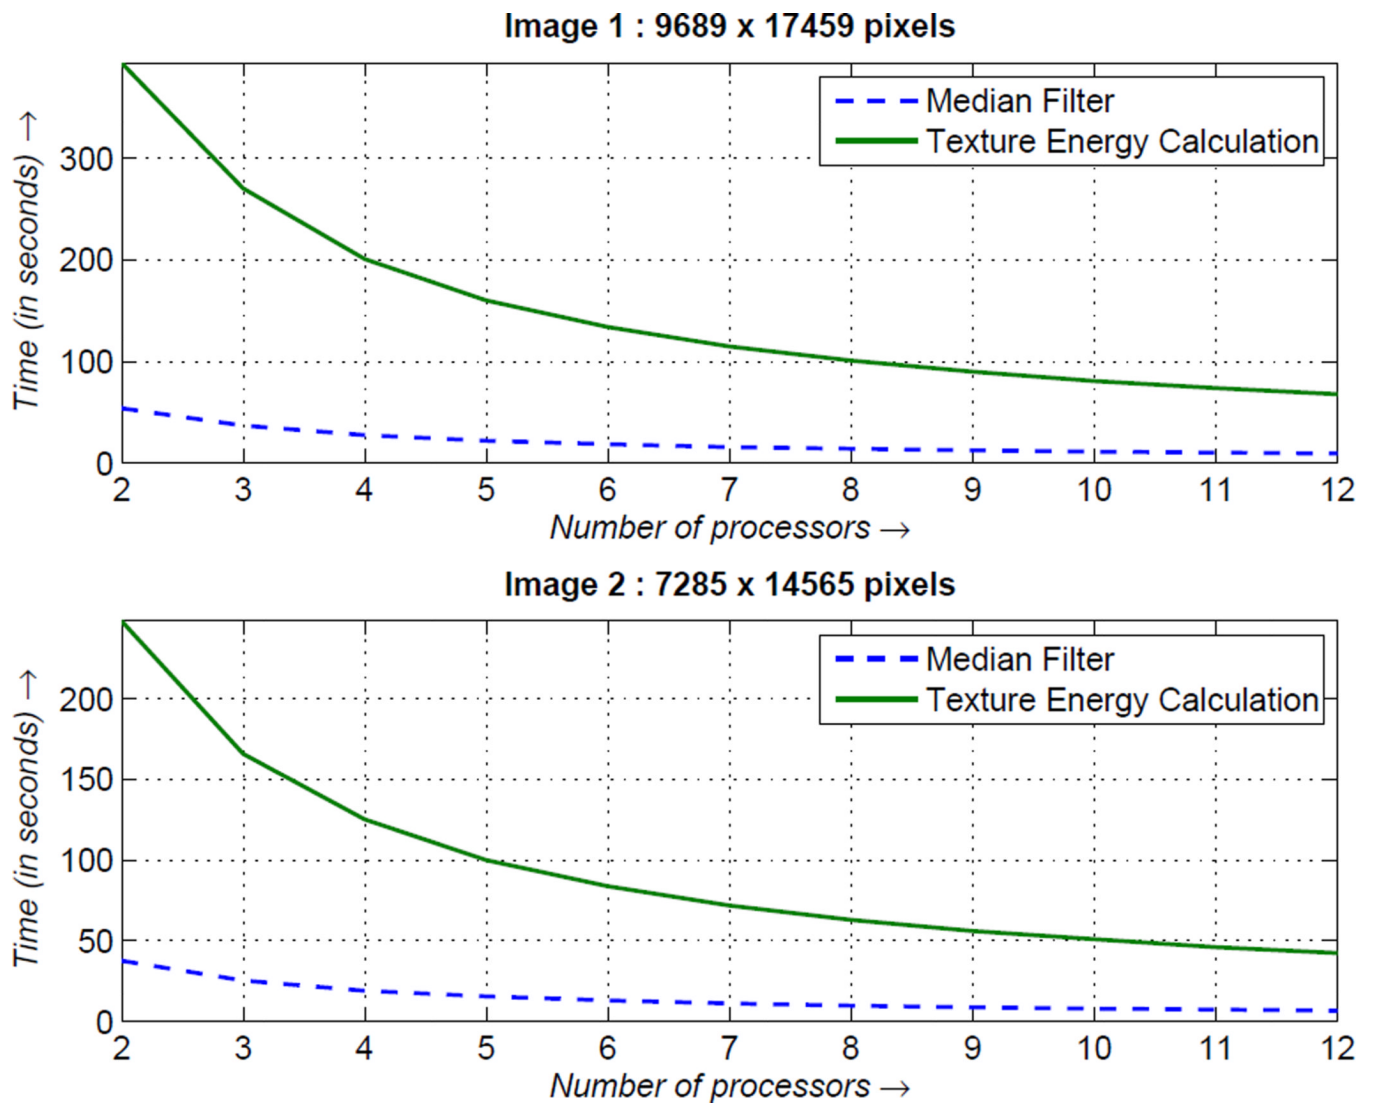 Image 1 : 9689 x 17459 pixels
Median Filter
Texture Energy Calculation
Time (in seconds) →
300
200
100
0
2 3 4 5 6 7 8 9 10 11 12
Number of processors →
Image 2 : 7285 x 14565 pixels
Median Filter
Texture Energy Calculation
Time (in seconds) →
200
150
100
50
0
2 3 4 5 6 7 8 9 10 11 12
Number of processors →